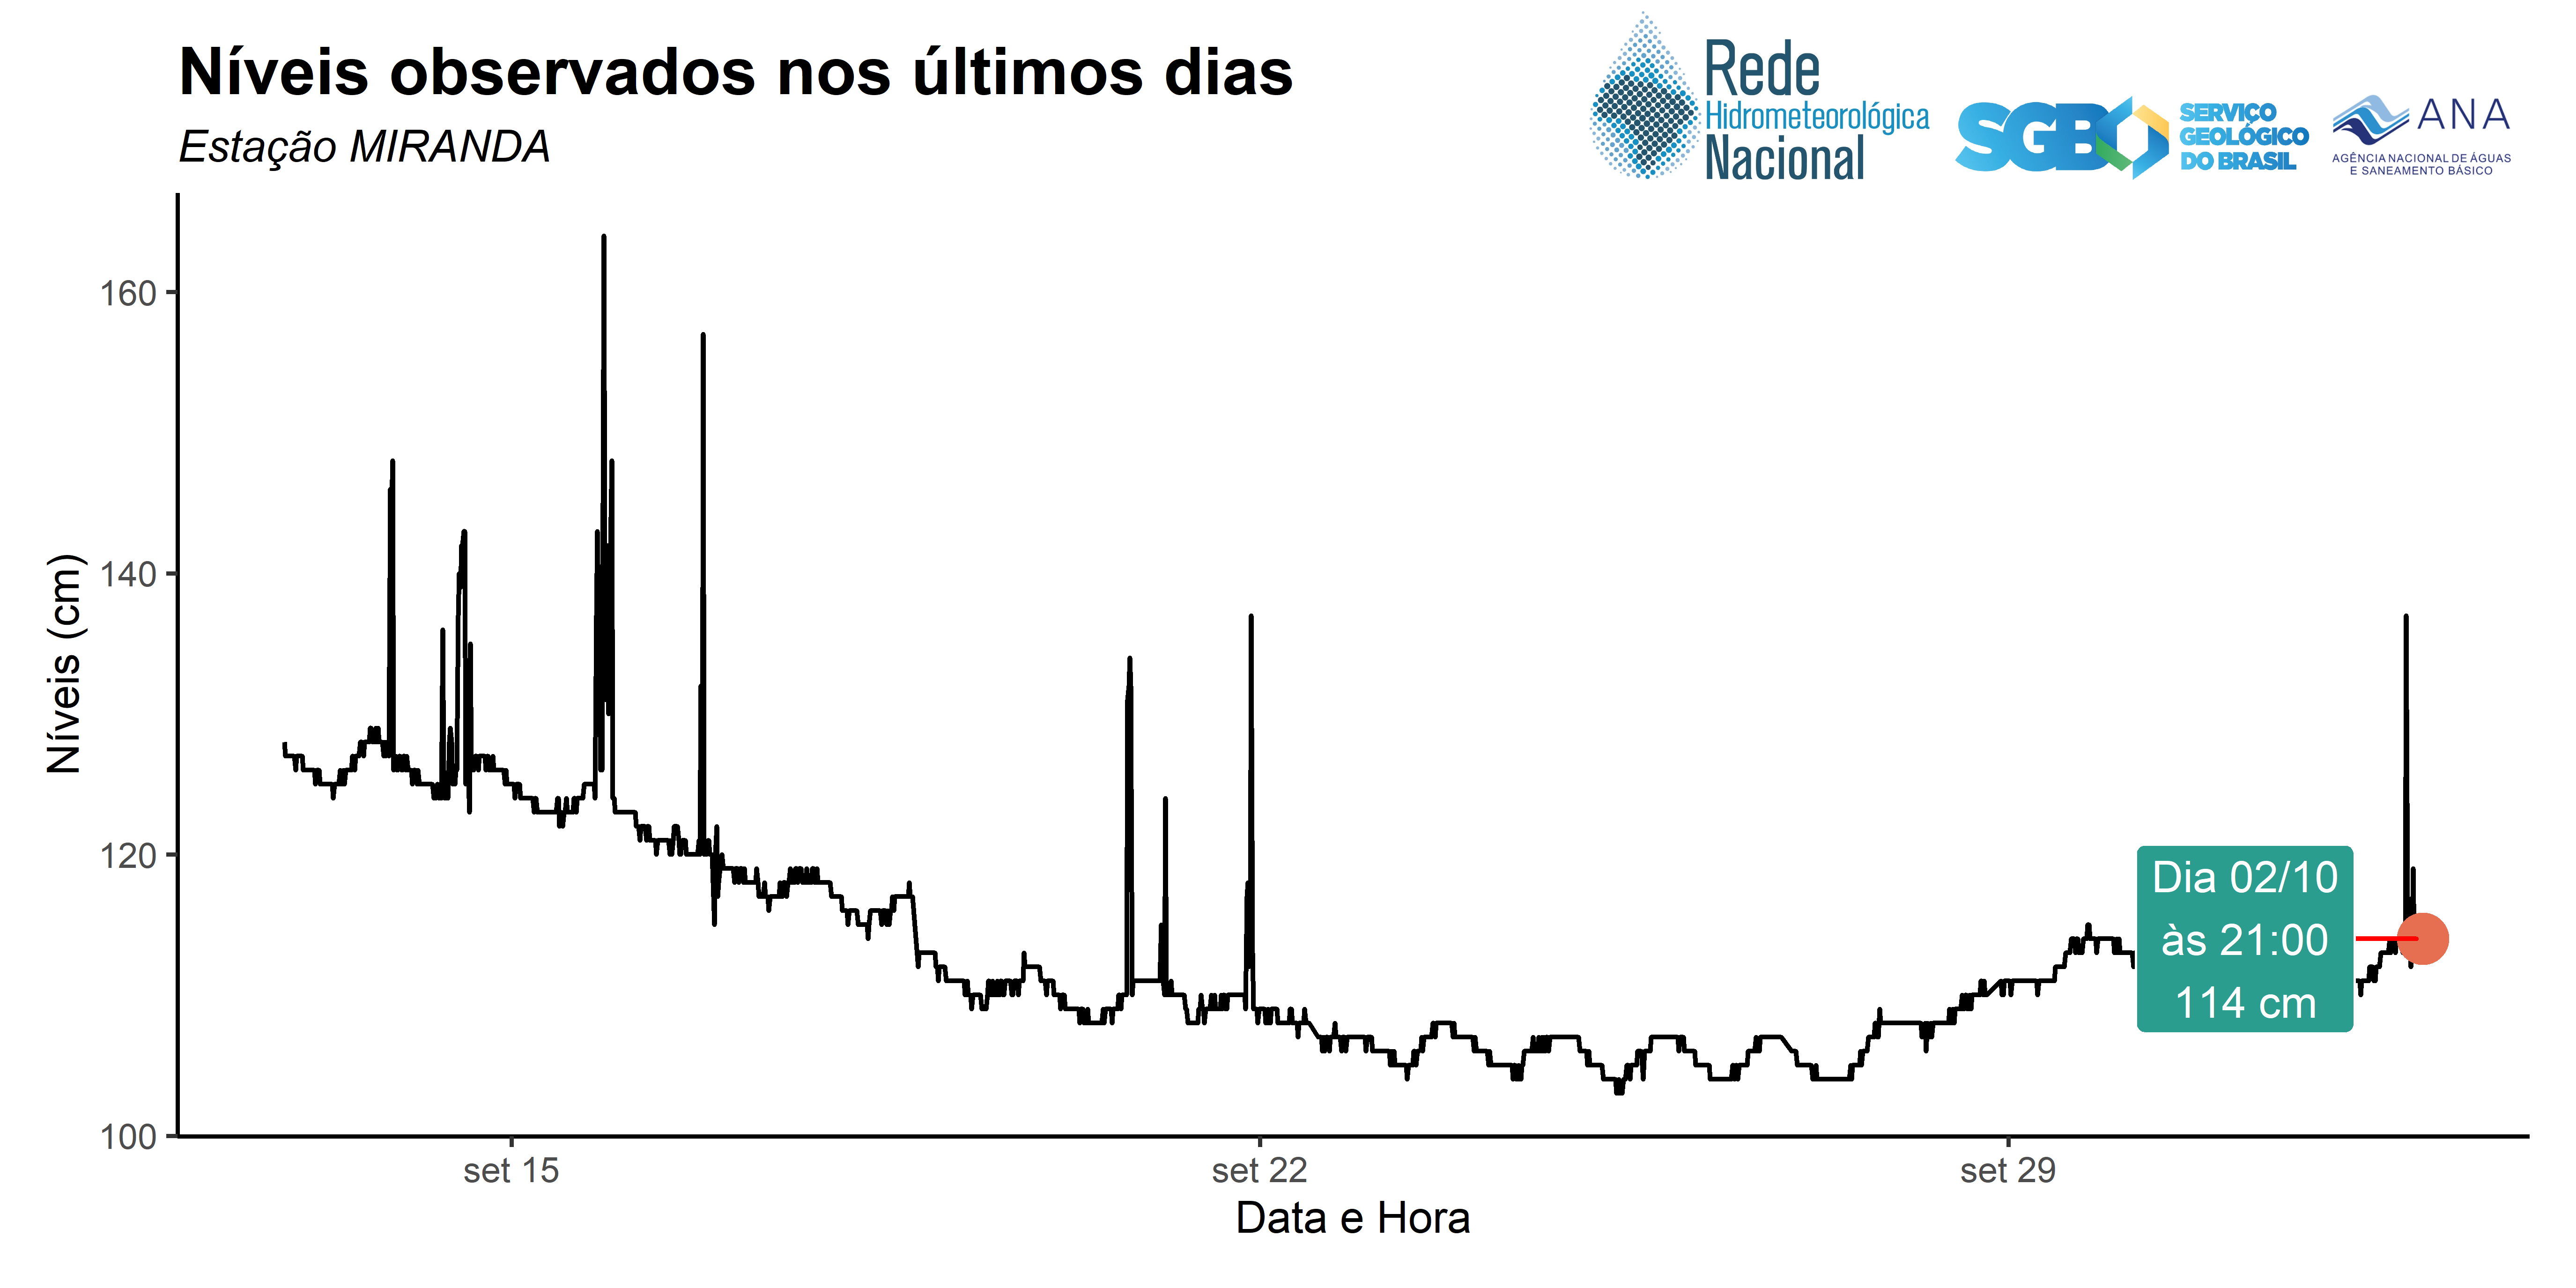 Níveis observados nos últimos dias
Estação MIRANDA
Rede
Hidrometeorológica
Nacional
SGB
SERVIÇO
GEOLÓGICO
DO BRASIL
ANA
AGÊNCIA NACIONAL DE ÁGUAS
E SANEAMENTO BÁSICO
Níveis (cm)
160
140
120
100
Dia 02/10
às 21:00
114 cm
set 15
set 22
set 29
Data e Hora